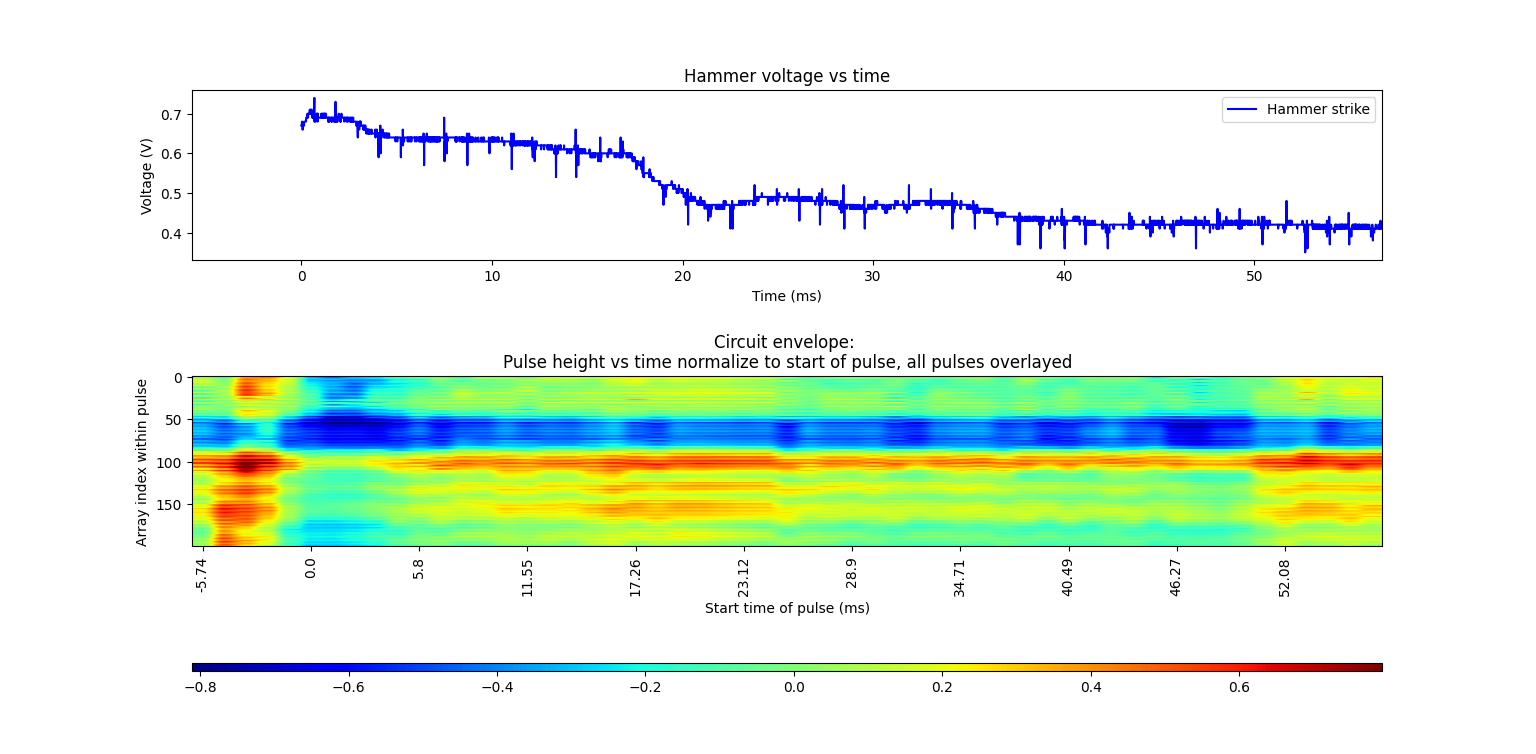 Hammer voltage vs time
Hammer strike
Voltage (V)
0.7
0.6
0.5
0.4
0 10 20 30 40 50
Time (ms)
Circuit envelope:
Pulse height vs time normalize to start of pulse, all pulses overlayed
Array index within pulse
0
50
100
150
-5.74 0.0 5.8 11.55 17.26 23.12 28.9 34.71 40.49 46.27 52.08
Start time of pulse (ms)
−0.8 −0.6 −0.4 −0.2 0.0 0.2 0.4 0.6